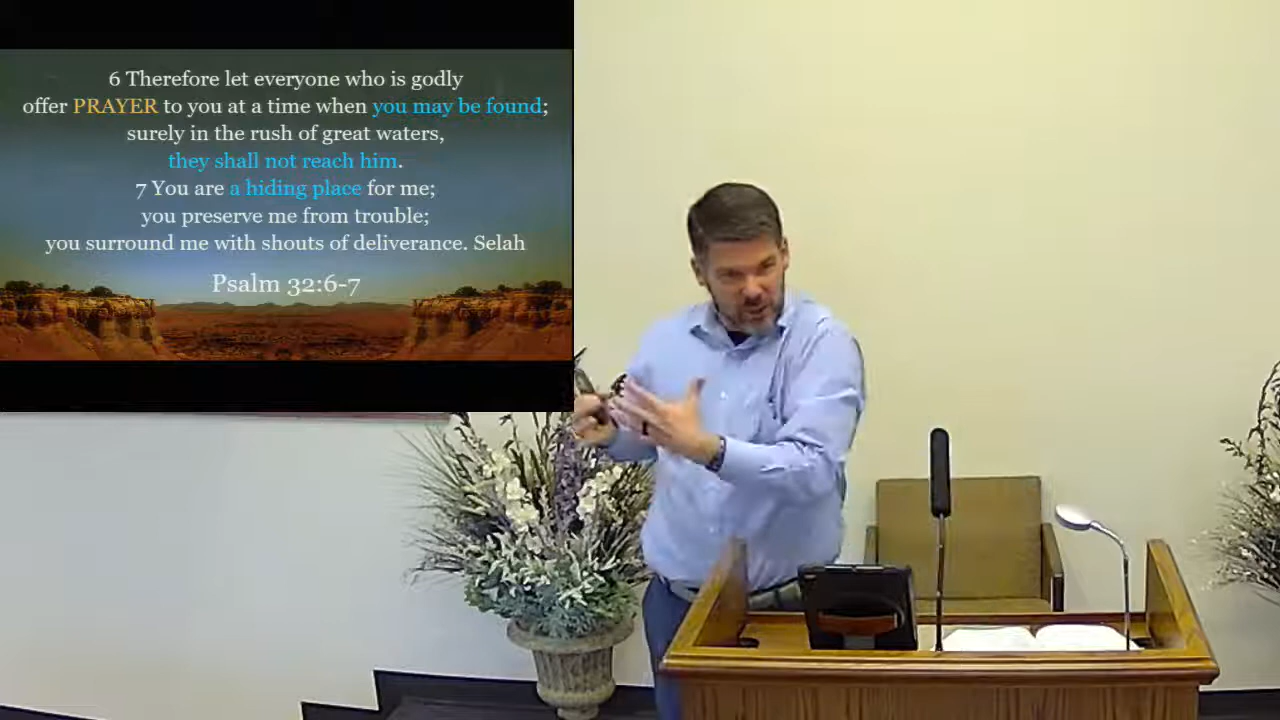 6 Therefore let everyone who is godly
offer PRAYER to you at a time when you may be found;
surely in the rush of great waters,
they shall not reach him.
7 You are a hiding place for me;
you preserve me from trouble;
you surround me with shouts of deliverance. Selah
Psalm 32:6-7